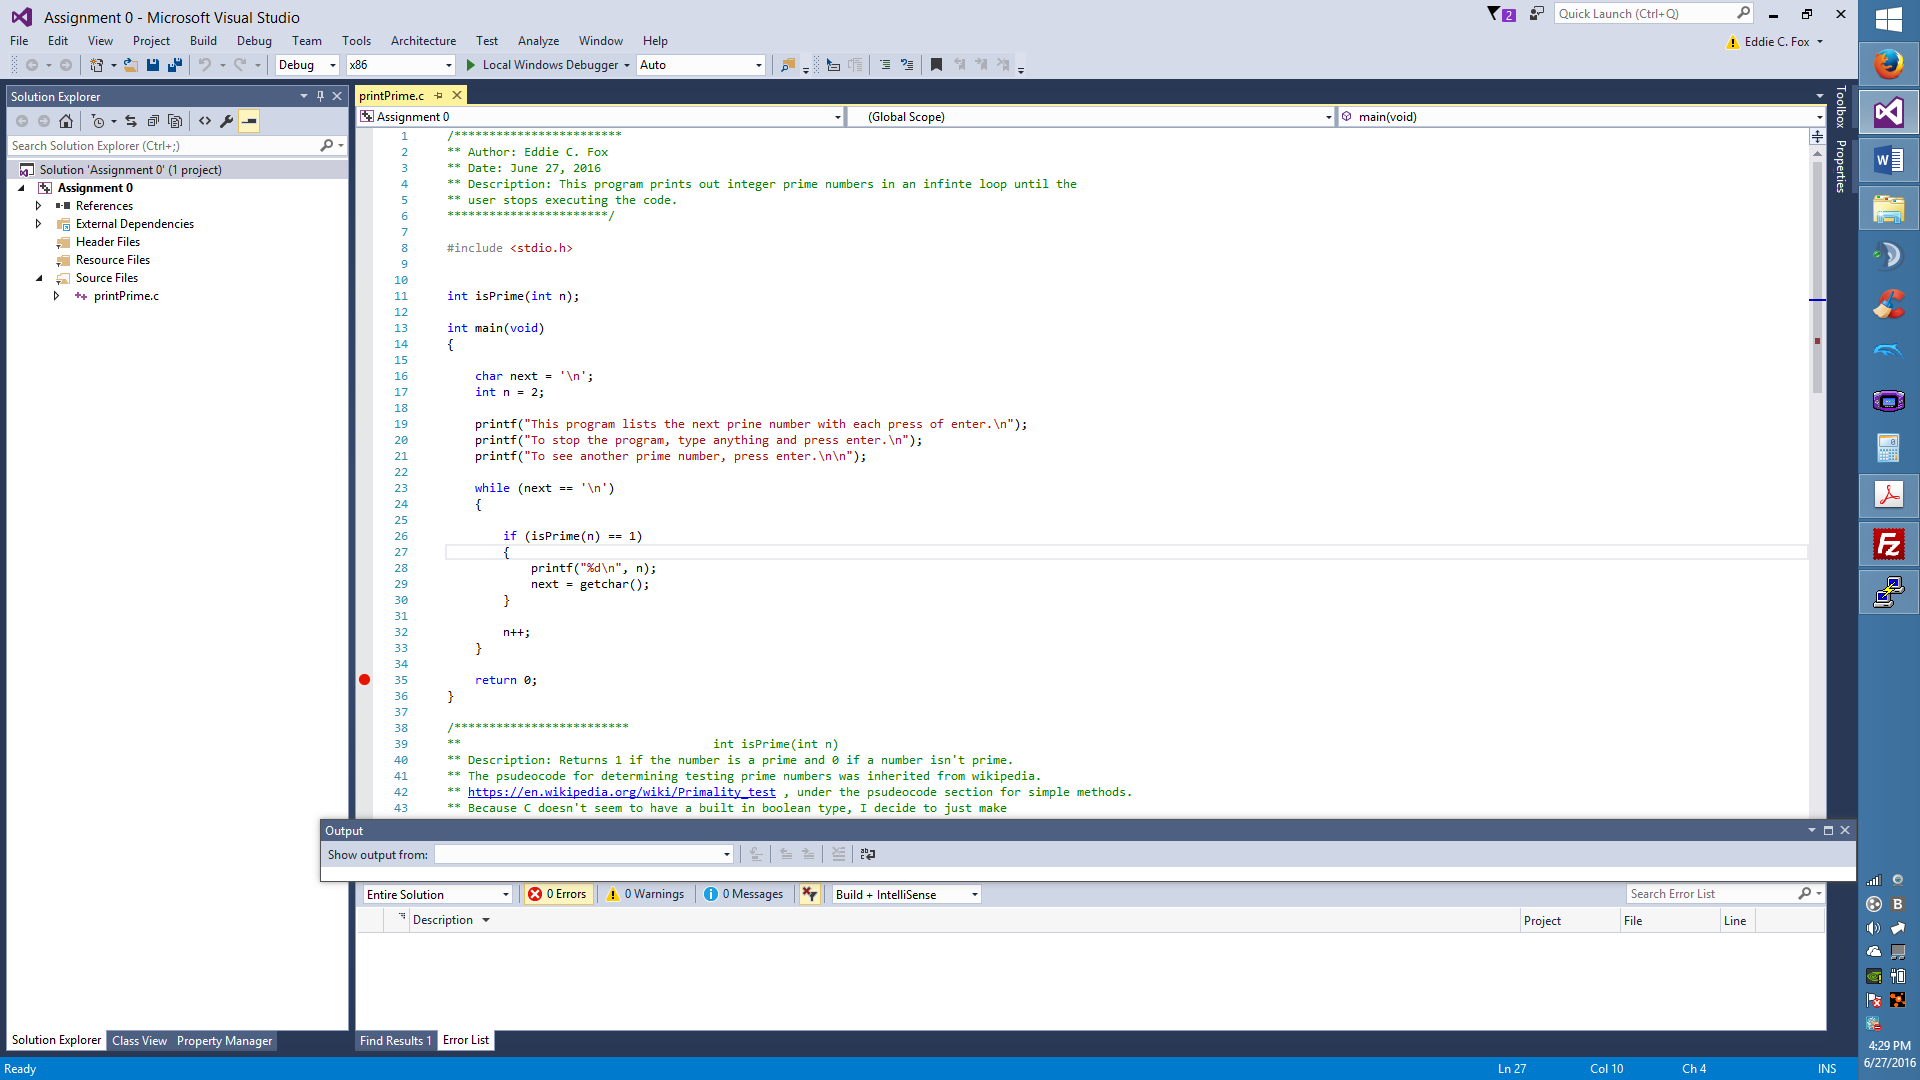 Assignment 0 - Microsoft Visual Studio
2
Quick Launch (Ctrl+Q)
File Edit View Project Build Debug Team Tools Architecture Test Analyze Window Help
Eddie C. Fox
Debug x86 Local Windows Debugger Auto
Solution Explorer
Search Solution Explorer (Ctrl+;)
Solution 'Assignment 0' (1 project)
Assignment 0
References
External Dependencies
Header Files
Resource Files
Source Files
printPrime.c
printPrime.c
Assignment 0 (Global Scope) main(void)
1 /************************
2 ** Author: Eddie C. Fox
3 ** Date: June 27, 2016
4 ** Description: This program prints out integer prime numbers in an infinte loop until the
5 ** user stops executing the code.
6 ***********************/
7
8 #include <stdio.h>
9
10
11 int isPrime(int n);
12
13 int main(void)
14 {
15
16 char next = '\n';
17 int n = 2;
18
19 printf("This program lists the next prine number with each press of enter.\n");
20 printf("To stop the program, type anything and press enter.\n");
21 printf("To see another prime number, press enter.\n\n");
22
23 while (next == '\n')
24 {
25
26 if (isPrime(n) == 1)
27 {
28 printf("%d\n", n);
29 next = getchar();
30 }
31
32 n++;
33 }
34
35 return 0;
36 }
37
38 /*************************
39 ** int isPrime(int n)
40 ** Description: Returns 1 if the number is a prime and 0 if a number isn't prime.
41 ** The psudeocode for determining testing prime numbers was inherited from wikipedia.
42 ** https://en.wikipedia.org/wiki/Primality_test , under the psudeocode section for simple methods.
43 ** Because C doesn't seem to have a built in boolean type, I decide to just make
Toolbox
Properties
Output
Show output from:
Entire Solution 0 Errors 0 Warnings 0 Messages Build + IntelliSense Search Error List
Description Project File Line
Solution Explorer Class View Property Manager
Find Results 1 Error List
Ready Ln 27 Col 10 Ch 4 INS
4:29 PM
6/27/2016